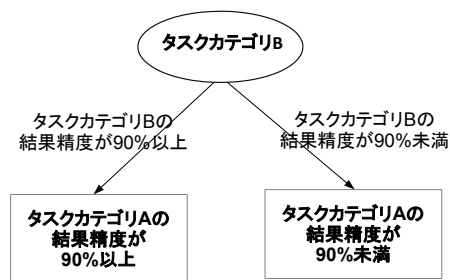 タスクカテゴリB
タスクカテゴリBの
結果精度が90%以上
タスクカテゴリBの
結果精度が90%未満
タスクカテゴリAの
結果精度が
90%以上
タスクカテゴリAの
結果精度が
90%未満